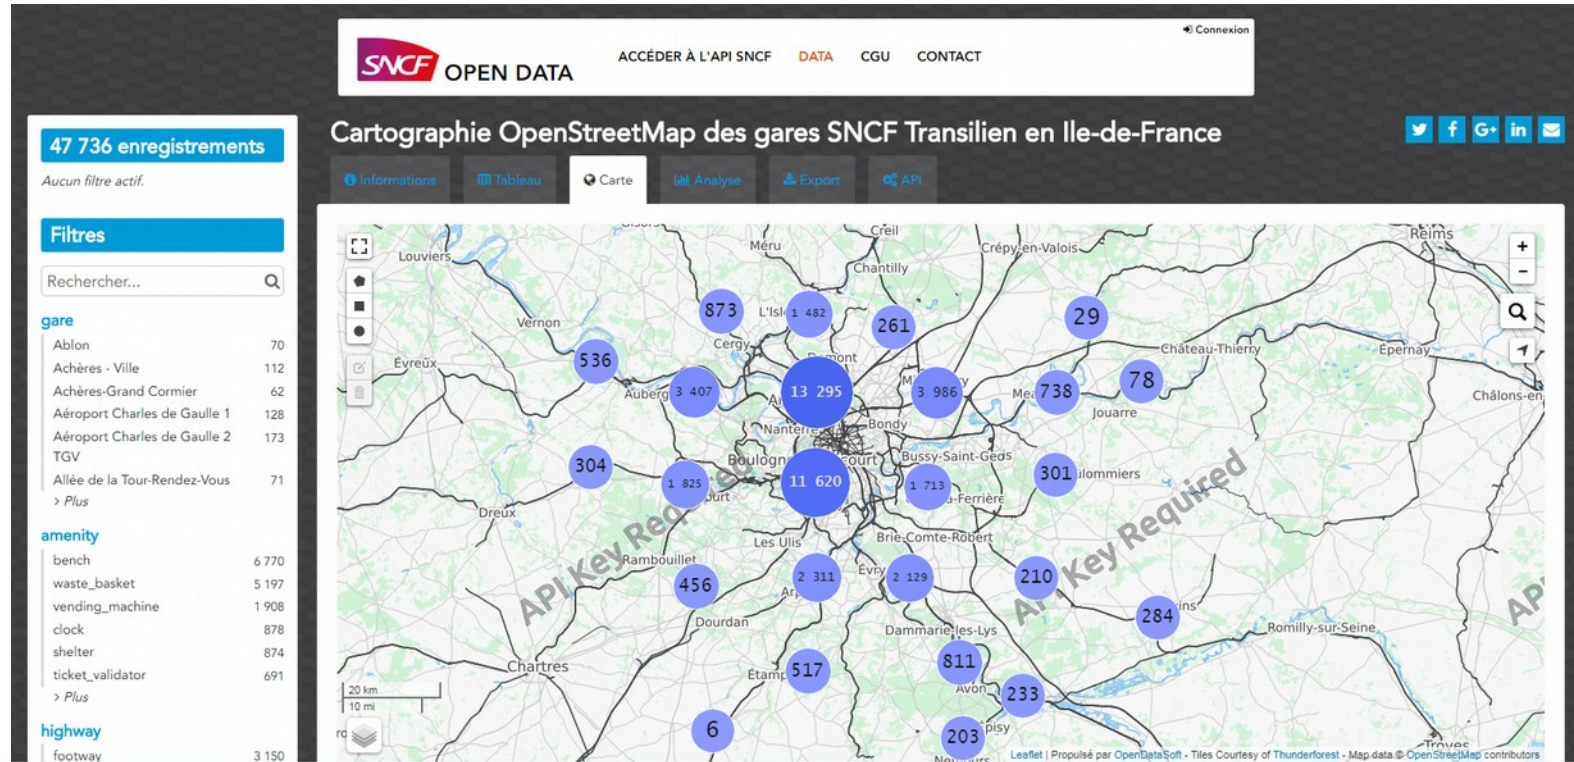 Connexion
SNCF OPEN DATA
ACCÉDER À L'API SNCF DATA CGU CONTACT
47 736 enregistrements
Aucun filtre actif.
Filtres
Rechercher...
gare
Ablon 70
Achères - Ville 112
Achères-Grand Cormier 62
Aéroport Charles de Gaulle 1 128
Aéroport Charles de Gaulle 2 173
TGV
Allée de la Tour-Rendez-Vous 71
> Plus
amenity
bench 6 770
waste_basket 5 197
vending_machine 1 908
clock 878
shelter 874
ticket_validator 691
> Plus
highway
footway 3 150
Cartographie OpenStreetMap des gares SNCF Transilien en Ile-de-France
Informations Tableau Carte Analyse Export API
Creil
Reims
Méru
Crépy-en-Valois
Louviers
Chantilly
873
1 482
261
29
Vernon
Cergy
Château-Thierry
Épernay
536
Évreux
3 407
13 295
3 986
738
78
Jouarre
Châlons-en
Nanterre
Bondy
304
1 825
11 620
Bussy-Saint-Geos
1 713
301
Dreux
API Key Required
API Key Required
Les Ulis
Brie-Comte-Robert
Rambouillet
Évry
456
2 311
2 129
210
284
Dourdan
Dammarie-les-Lys
Romilly-sur-Seine
Chartres
517
811
Avon
233
20 km
10 mi
6
203
Troyes
Leaflet | Propulsé par OpenDataSoft - Tiles Courtesy of Thunderforest - Map data © OpenStreetMap contributors